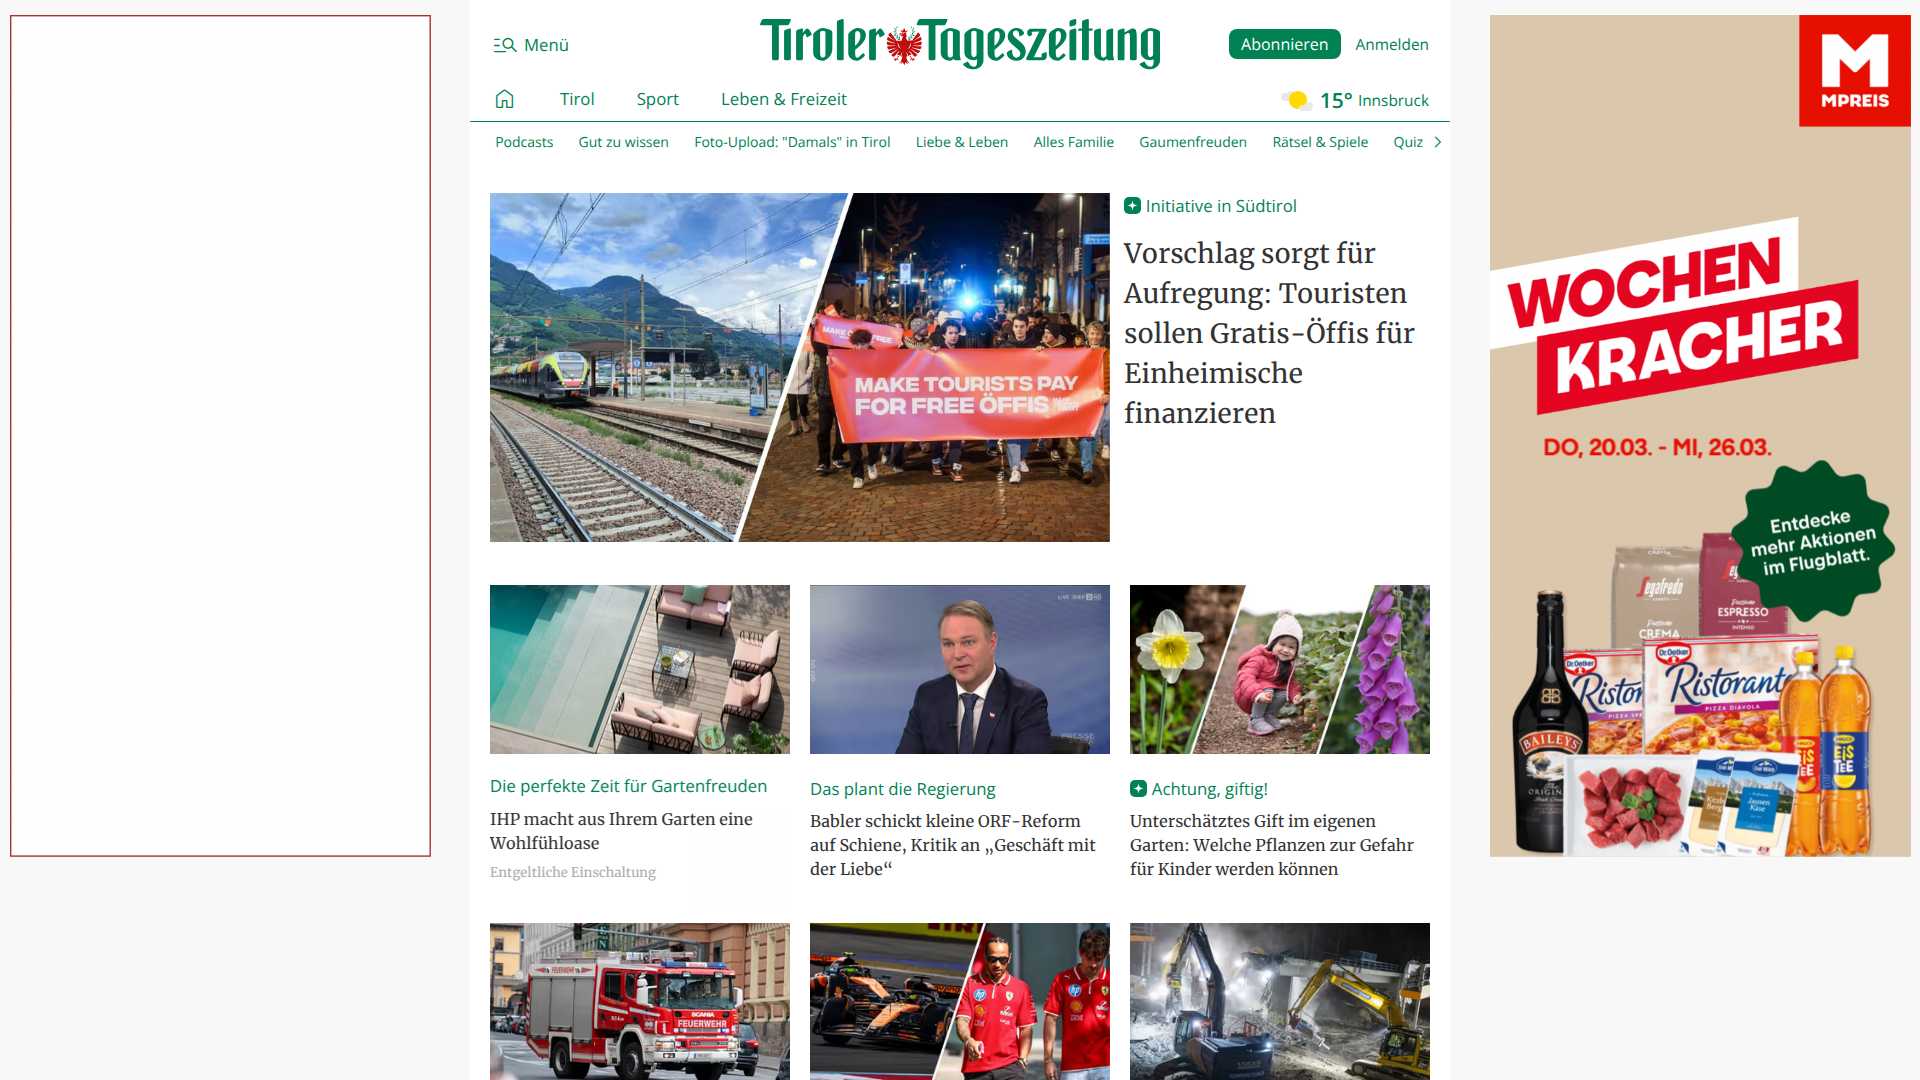 Menü
Tiroler Tageszeitung
Abonnieren
Anmelden
Tirol
Sport
Leben & Freizeit
15° Innsbruck
Podcasts
Gut zu wissen
Foto-Upload: "Damals" in Tirol
Liebe & Leben
Alles Familie
Gaumenfreuden
Rätsel & Spiele
Quiz
MAKE TOURISTS PAY
FOR FREE ÖFFIS
Initiative in Südtirol
Vorschlag sorgt für
Aufregung: Touristen
sollen Gratis-Öffis für
Einheimische
finanzieren
Die perfekte Zeit für Gartenfreuden
IHP macht aus Ihrem Garten eine
Wohlfühloase
Entgeltliche Einschaltung
Das plant die Regierung
Babler schickt kleine ORF-Reform
auf Schiene, Kritik an „Geschäft mit
der Liebe“
Achtung, giftig!
Unterschätztes Gift im eigenen
Garten: Welche Pflanzen zur Gefahr
für Kinder werden können
SCANIA
FEUERWEHR
MPREIS
WOCHEN
KRACHER
DO, 20.03. - MI, 26.03.
Entdecke
mehr Aktionen
im Flugblatt.
Segafredo
CREMA
ESPRESSO
Dr.Oetker
Dr.Oetker
Ristorante
PIZZA DIAVOLA
BAILEYS
EIS
TEE